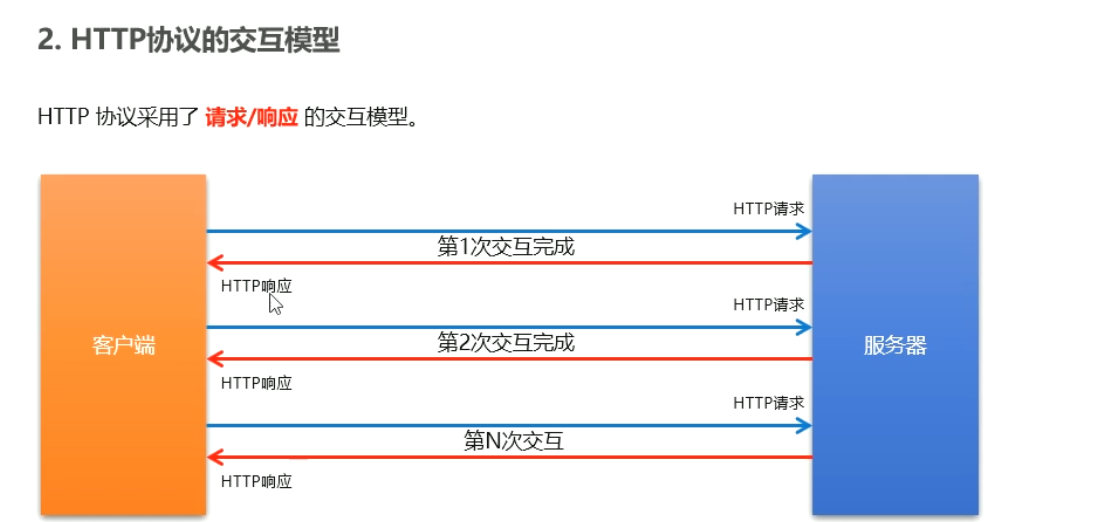 2. HTTP协议的交互模型
HTTP 协议采用了 请求/响应 的交互模型。
HTTP请求
第1次交互完成
HTTP响应
HTTP请求
客户端
第2次交互完成
服务器
HTTP响应
HTTP请求
第N次交互
HTTP响应